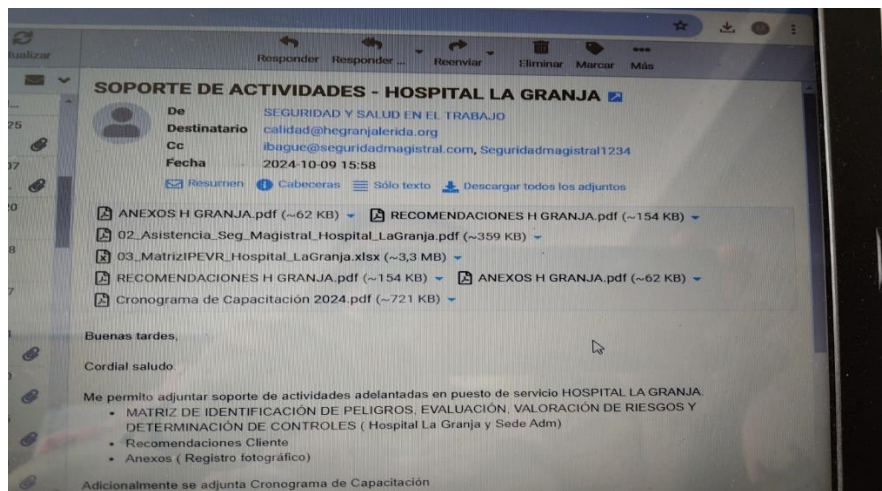 Responder Responder ... Reenviar Eliminar Marcar Más
SOPORTE DE ACTIVIDADES - HOSPITAL LA GRANJA
De SEGURIDAD Y SALUD EN EL TRABAJO
Destinatario calidad@hegranjalerida.org
Cc ibague@seguridadmagistral.com, Seguridadmagistral1234
Fecha 2024-10-09 15:58
Resumen Cabeceras Sólo texto Descargar todos los adjuntos
ANEXOS H GRANJA.pdf (~62 KB) RECOMENDACIONES H GRANJA.pdf (~154 KB)
02_Asistencia_Seg_Magistral_Hospital_LaGranja.pdf (~359 KB)
03_MatrizIPEVR_Hospital_LaGranja.xlsx (~3,3 MB)
RECOMENDACIONES H GRANJA.pdf (~154 KB) ANEXOS H GRANJA.pdf (~62 KB)
Cronograma de Capacitación 2024.pdf (~721 KB)
Buenas tardes,
Cordial saludo
Me permito adjuntar soporte de actividades adelantadas en puesto de servicio HOSPITAL LA GRANJA.
• MATRIZ DE IDENTIFICACIÓN DE PELIGROS, EVALUACIÓN, VALORACIÓN DE RIESGOS Y
DETERMINACIÓN DE CONTROLES ( Hospital La Granja y Sede Adm)
• Recomendaciones Cliente
• Anexos ( Registro fotográfico)
Adicionalmente se adjunta Cronograma de Capacitación